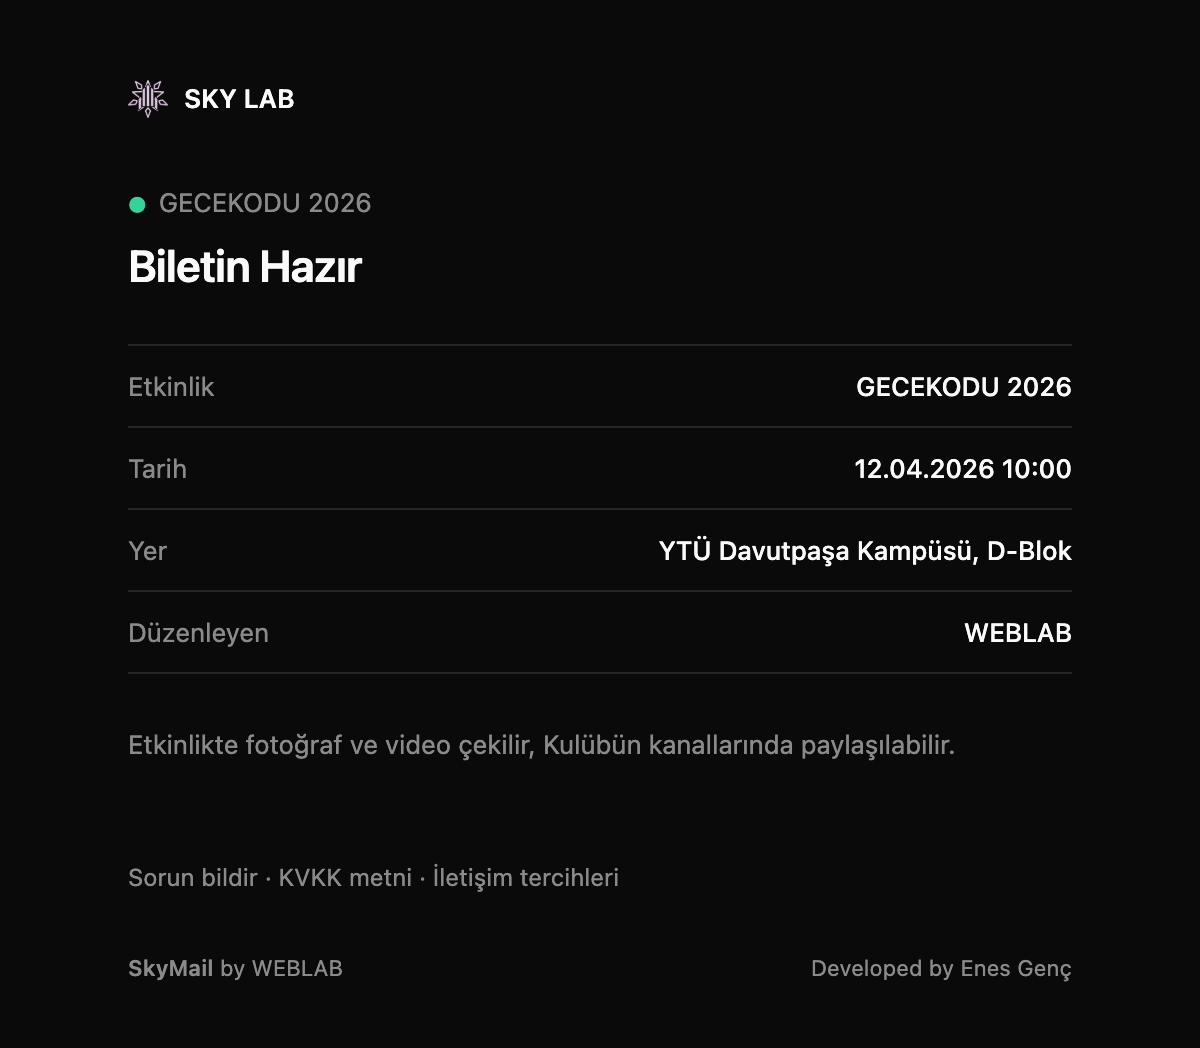 SKY LAB
GECEKODU 2026
Biletin Hazır
Etkinlik GECEKODU 2026
Tarih 12.04.2026 10:00
Yer YTÜ Davutpaşa Kampüsü, D-Blok
Düzenleyen WEBLAB
Etkinlikte fotoğraf ve video çekilir, Kulübün kanallarında paylaşılabilir.
Sorun bildir · KVKK metni · İletişim tercihleri
SkyMail by WEBLAB Developed by Enes Genç